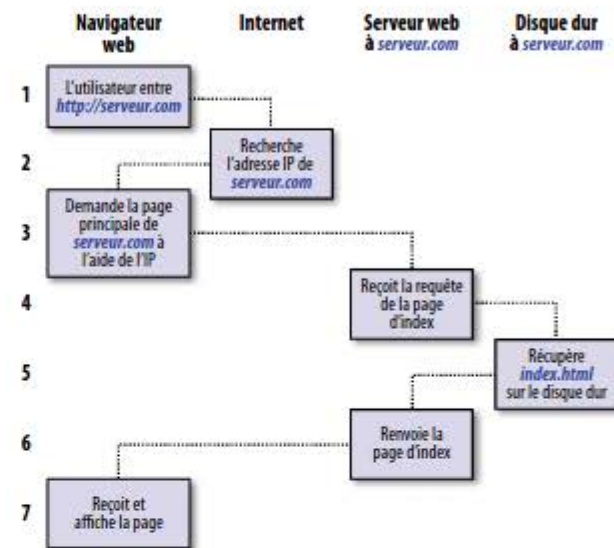 Navigateur
web
Internet
Serveur web
à serveur.com
Disque dur
à serveur.com
1
L'utilisateur entre
http://serveur.com
2
Recherche
l'adresse IP de
serveur.com
3
Demande la page
principale de
serveur.com à
l'aide de l'IP
4
Reçoit la requête
de la page
d'index
5
Récupère
index.html
sur le disque dur
6
Renvoie la
page d'index
7
Reçoit et
affiche la page